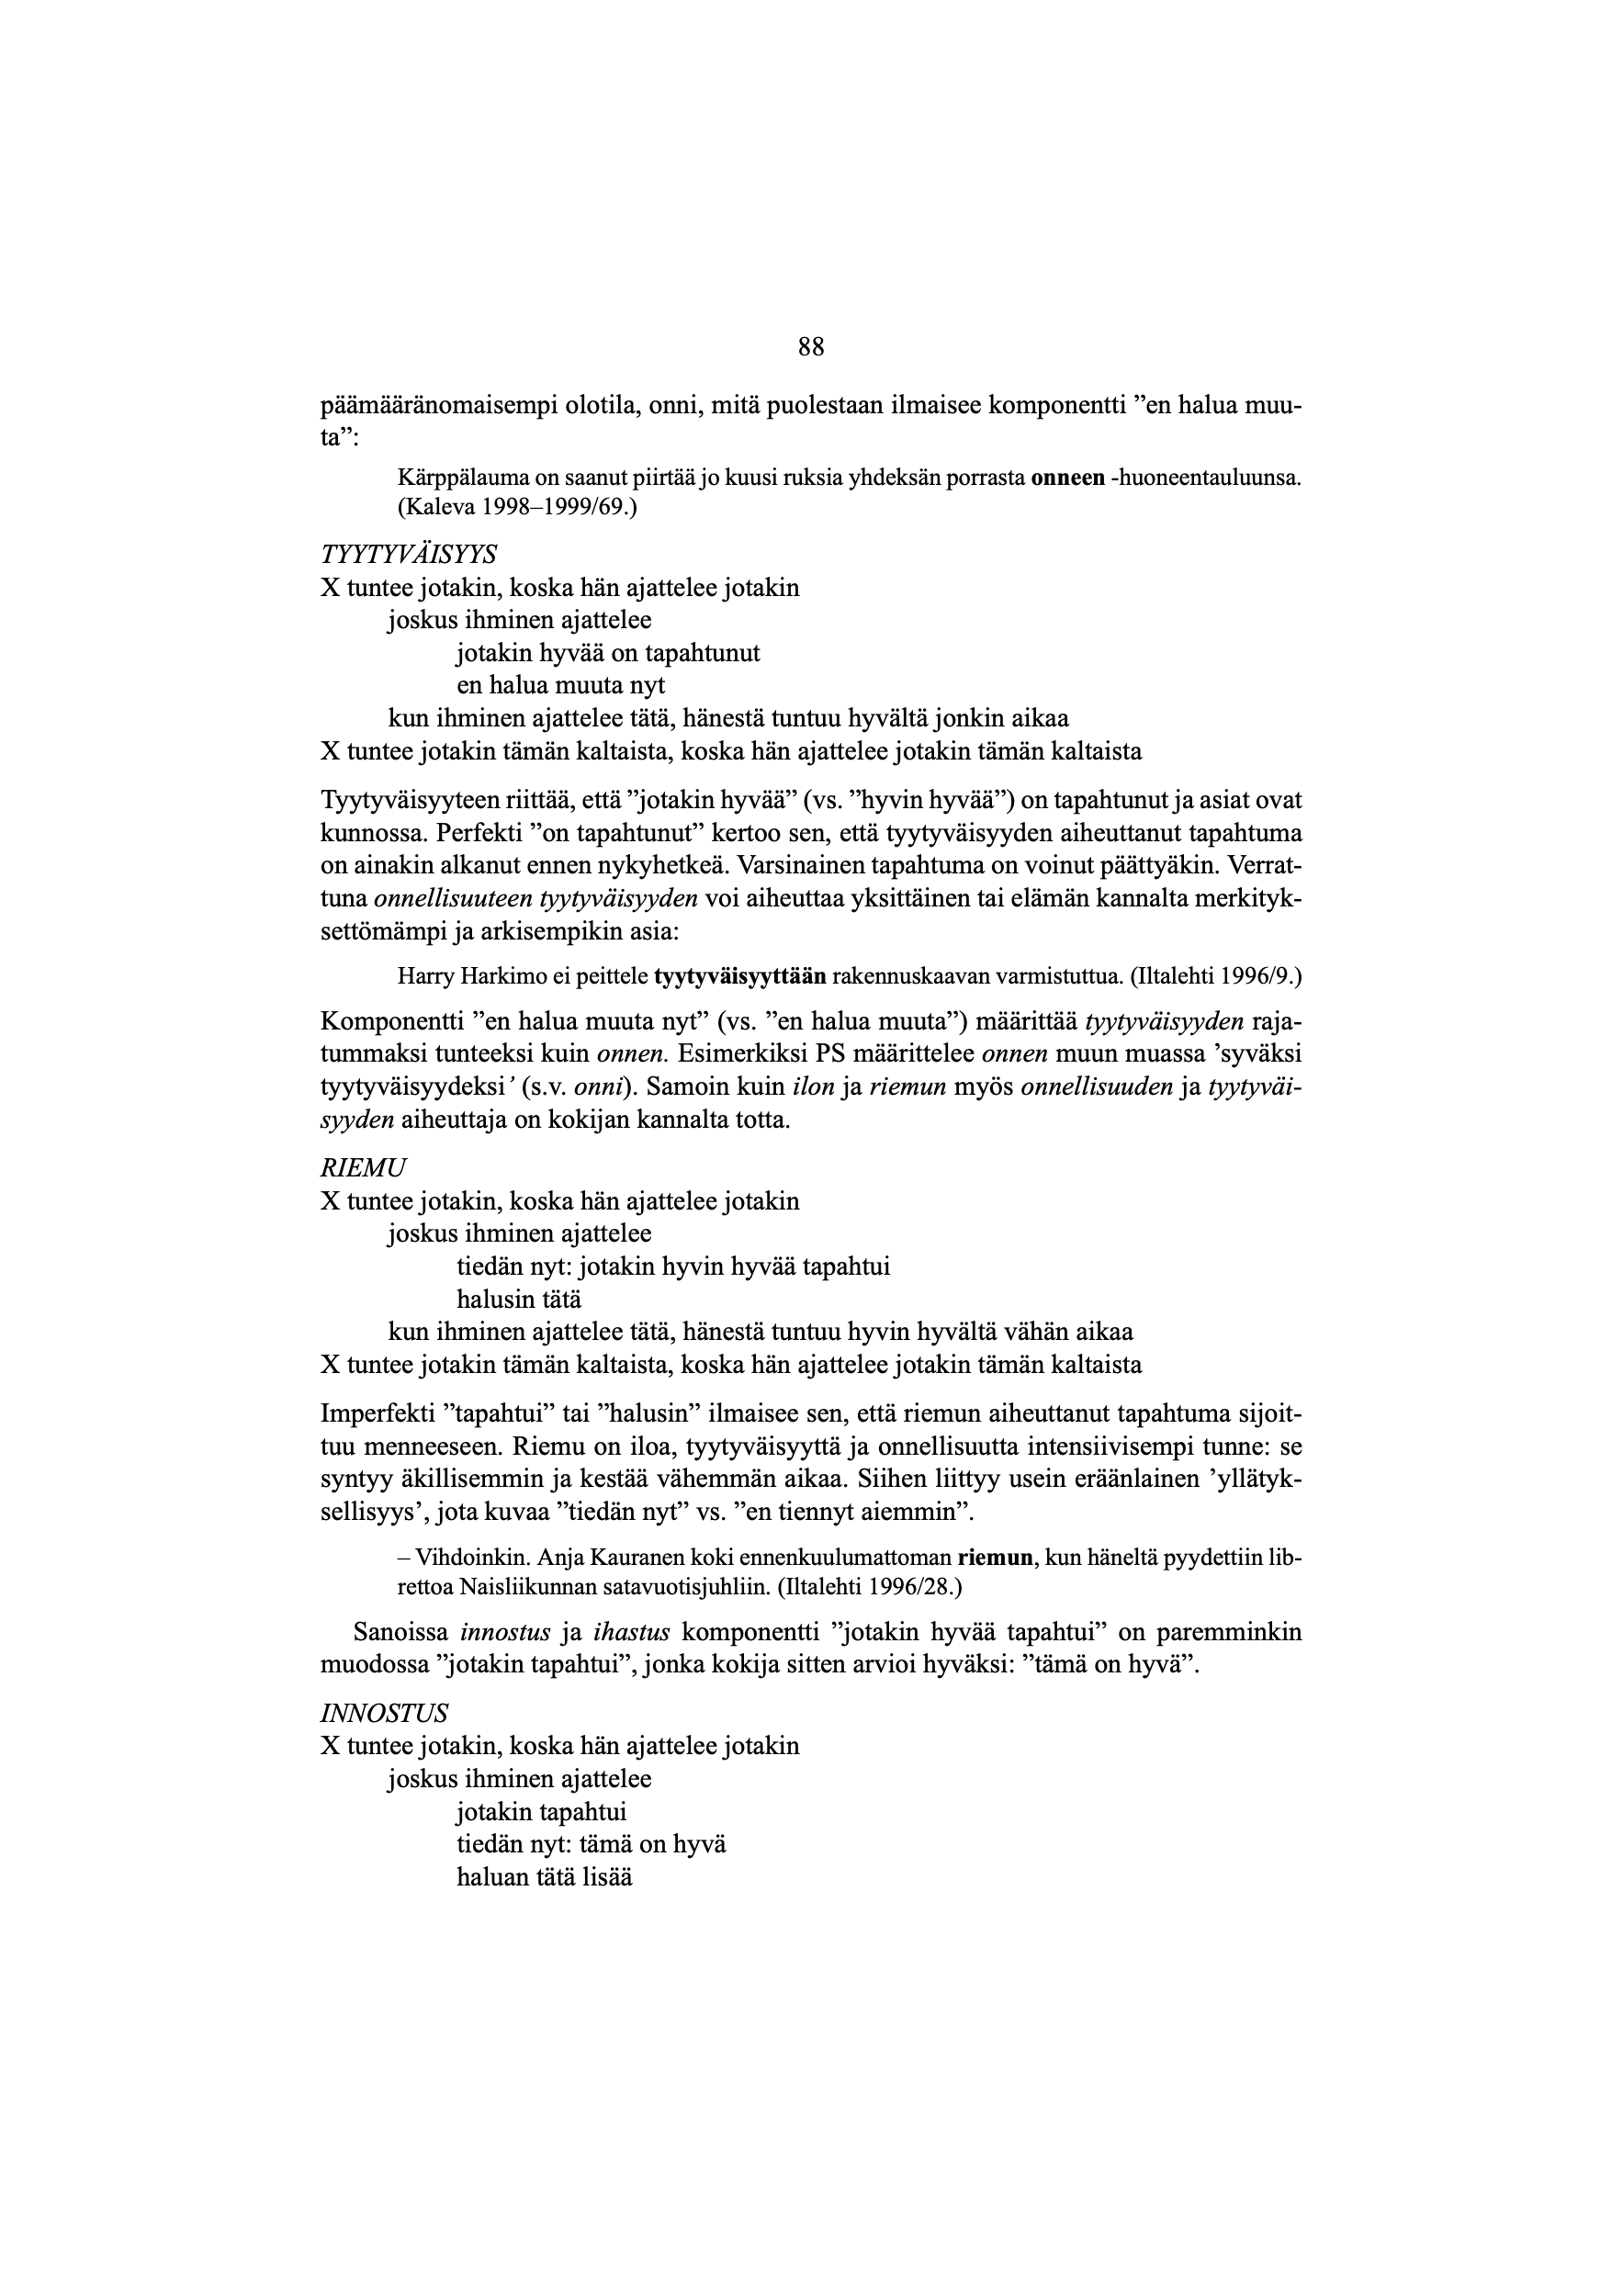 88
päämääränomaisempi olotila, onni, mitä puolestaan ilmaisee komponentti ”en halua muu-
ta”:
Kärppälauma on saanut piirtää jo kuusi ruksia yhdeksän porrasta onneen -huoneentauluunsa.
(Kaleva 1998–1999/69.)
TYYTYVÄISYYS
X tuntee jotakin, koska hän ajattelee jotakin
joskus ihminen ajattelee
jotakin hyvää on tapahtunut
en halua muuta nyt
kun ihminen ajattelee tätä, hänestä tuntuu hyvältä jonkin aikaa
X tuntee jotakin tämän kaltaista, koska hän ajattelee jotakin tämän kaltaista
Tyytyväisyyteen riittää, että ”jotakin hyvää” (vs. ”hyvin hyvää”) on tapahtunut ja asiat ovat
kunnossa. Perfekti ”on tapahtunut” kertoo sen, että tyytyväisyyden aiheuttanut tapahtuma
on ainakin alkanut ennen nykyhetkeä. Varsinainen tapahtuma on voinut päättyäkin. Verrat-
tuna onnellisuuteen tyytyväisyyden voi aiheuttaa yksittäinen tai elämän kannalta merkityk-
settömämpi ja arkisempikin asia:
Harry Harkimo ei peittele tyytyväisyyttään rakennuskaavan varmistuttua. (Iltalehti 1996/9.)
Komponentti ”en halua muuta nyt” (vs. ”en halua muuta”) määrittää tyytyväisyyden raja-
tummaksi tunteeksi kuin onnen. Esimerkiksi PS määrittelee onnen muun muassa ’syväksi
tyytyväisyydeksi’ (s.v. onni). Samoin kuin ilon ja riemun myös onnellisuuden ja tyytyväi-
syyden aiheuttaja on kokijan kannalta totta.
RIEMU
X tuntee jotakin, koska hän ajattelee jotakin
joskus ihminen ajattelee
tiedän nyt: jotakin hyvin hyvää tapahtui
halusin tätä
kun ihminen ajattelee tätä, hänestä tuntuu hyvin hyvältä vähän aikaa
X tuntee jotakin tämän kaltaista, koska hän ajattelee jotakin tämän kaltaista
Imperfekti ”tapahtui” tai ”halusin” ilmaisee sen, että riemun aiheuttanut tapahtuma sijoit-
tuu menneeseen. Riemu on iloa, tyytyväisyyttä ja onnellisuutta intensiivisempi tunne: se
syntyy äkillisemmin ja kestää vähemmän aikaa. Siihen liittyy usein eräänlainen ’yllätyk-
sellisyys’, jota kuvaa ”tiedän nyt” vs. ”en tiennyt aiemmin”.
– Vihdoinkin. Anja Kauranen koki ennenkuulumattoman riemun, kun häneltä pyydettiin lib-
rettoa Naisliikunnan satavuotisjuhliin. (Iltalehti 1996/28.)
Sanoissa innostus ja ihastus komponentti ”jotakin hyvää tapahtui” on paremminkin
muodossa ”jotakin tapahtui”, jonka kokija sitten arvioi hyväksi: ”tämä on hyvä”.
INNOSTUS
X tuntee jotakin, koska hän ajattelee jotakin
joskus ihminen ajattelee
jotakin tapahtui
tiedän nyt: tämä on hyvä
haluan tätä lisää